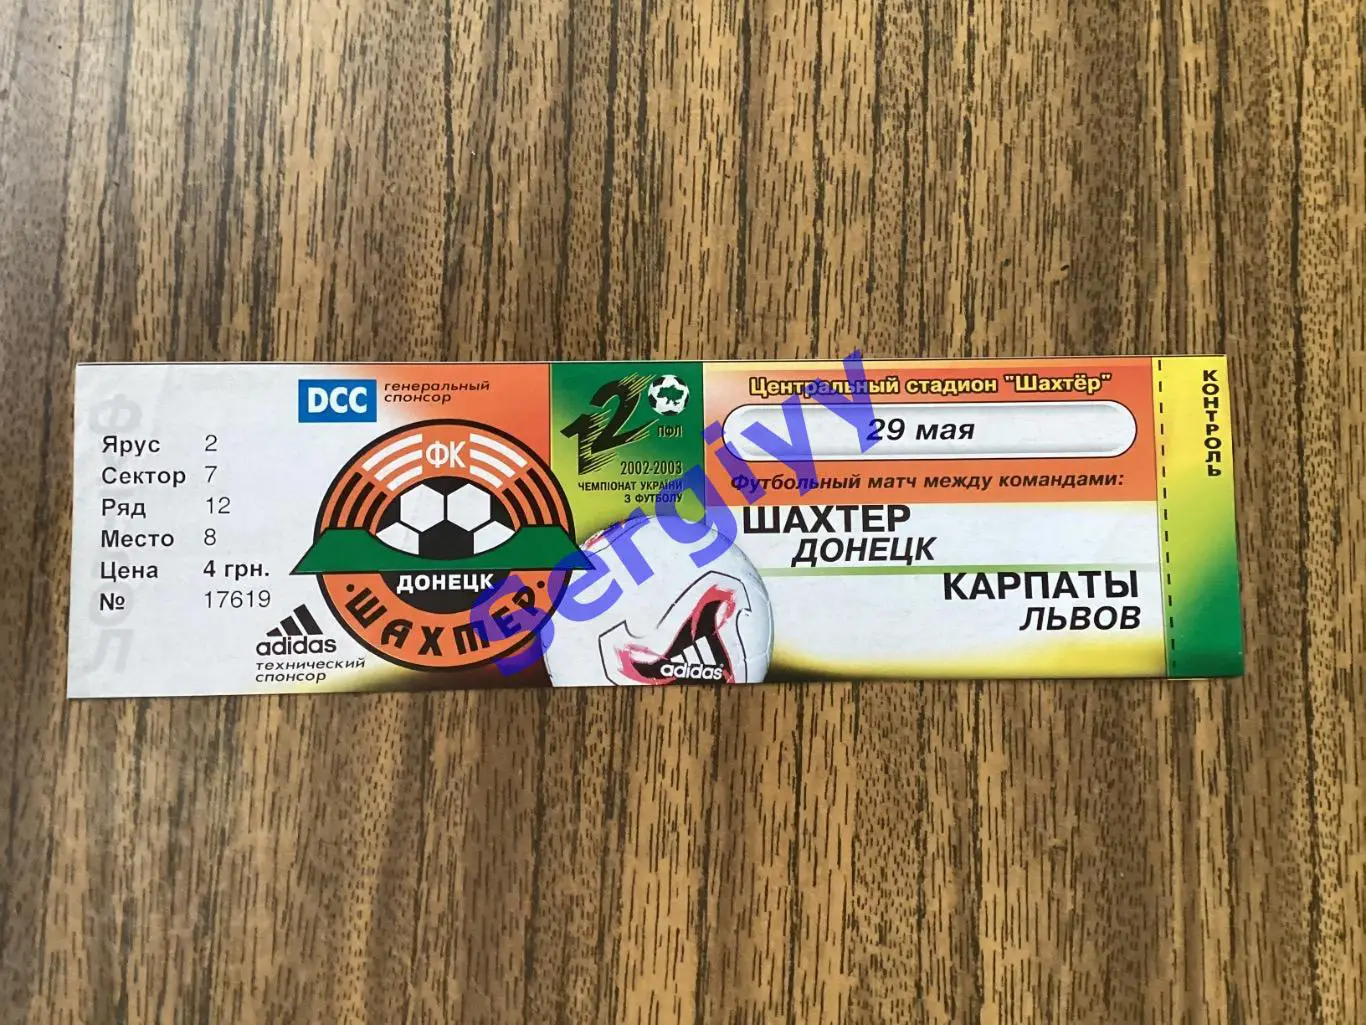 ФУТБОЛ
Ярус 2
Сектор 7
Ряд 12
Место 8
Цена 4 грн.
№ 17619
DCC
генеральный
спонсор
adidas
технический
спонсор
ФК
ДОНЕЦК
·ШАХТЕР·
12
ПФЛ
2002-2003
ЧЕМПІОНАТ УКРАЇНИ
З ФУТБОЛУ
adidas
Центральный стадион "Шахтёр"
29 мая
Футбольный матч между командами:
ШАХТЕР
ДОНЕЦК
КАРПАТЫ
ЛЬВОВ
КОНТРОЛЬ
Sergiyy